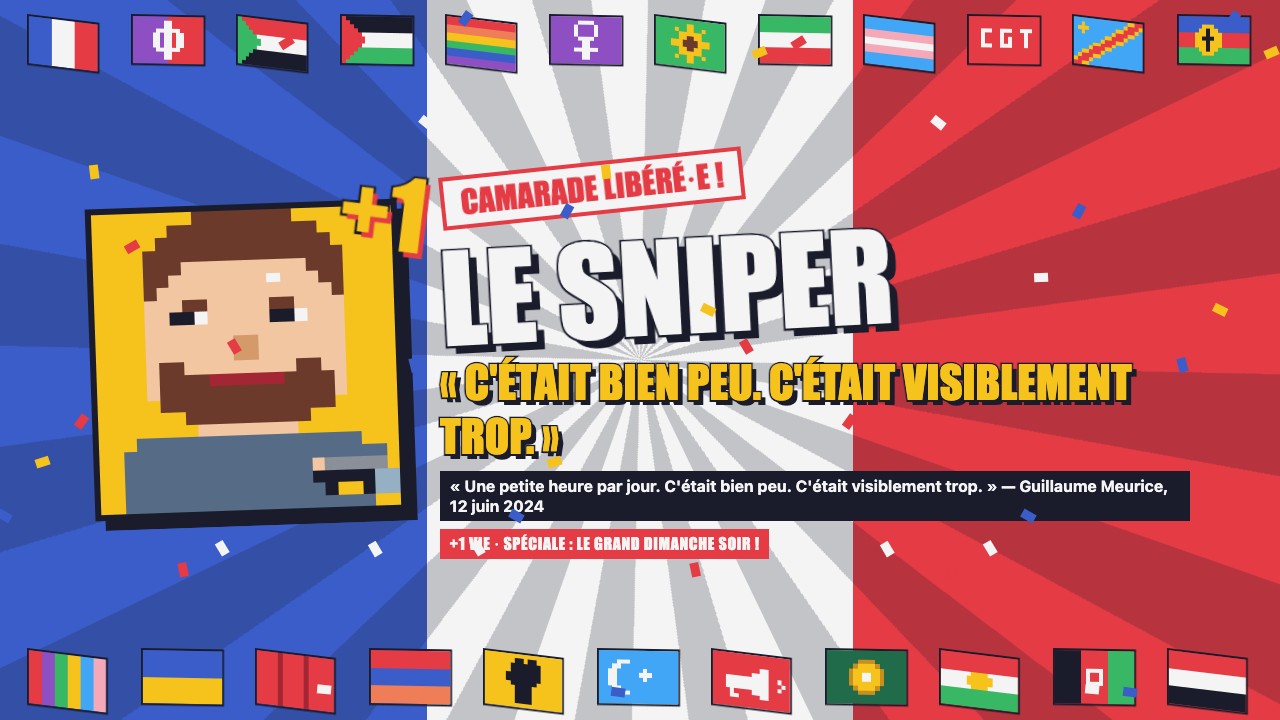 CGT
+1
CAMARADE LIBÉRÉ·E !
LE SNIPER
« C'ÉTAIT BIEN PEU. C'ÉTAIT VISIBLEMENT
TROP. »
« Une petite heure par jour. C'était bien peu. C'était visiblement trop. » — Guillaume Meurice,
12 juin 2024
+1 VIE · SPÉCIALE : LE GRAND DIMANCHE SOIR !